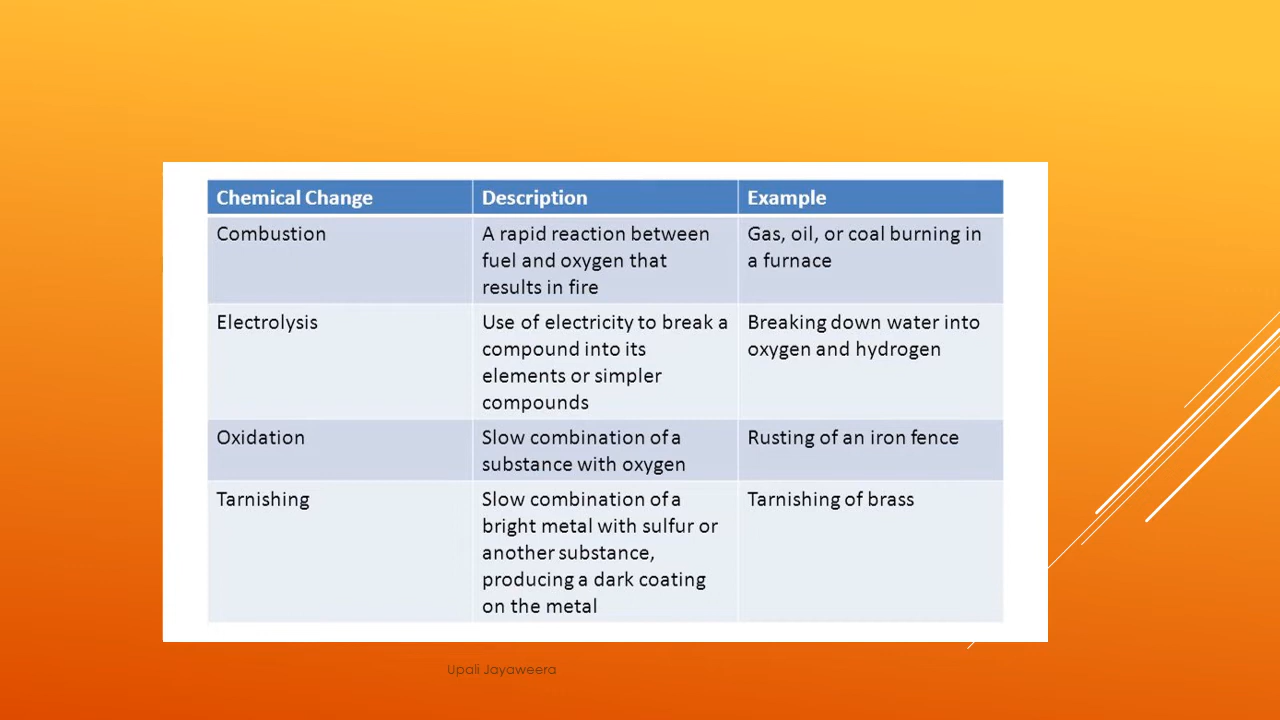 Chemical Change Description Example
Combustion A rapid reaction between Gas, oil, or coal burning in
fuel and oxygen that a furnace
results in fire
Electrolysis Use of electricity to break a Breaking down water into
compound into its oxygen and hydrogen
elements or simpler
compounds
Oxidation Slow combination of a Rusting of an iron fence
substance with oxygen
Tarnishing Slow combination of a Tarnishing of brass
bright metal with sulfur or
another substance,
producing a dark coating
on the metal
Upali Jayaweera